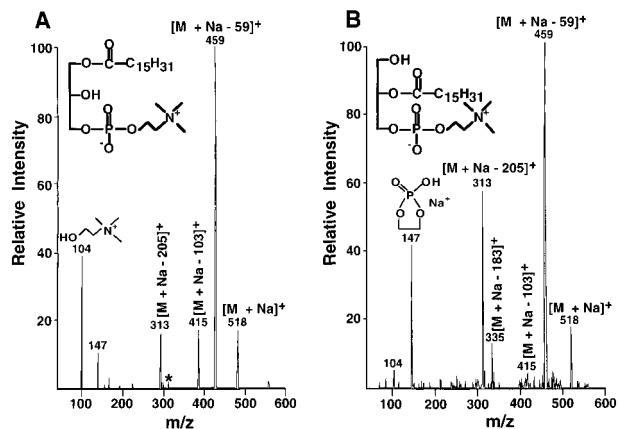 A
[M + Na - 59]⁺
459
100
80
60
40
20
Relative Intensity
O
O
C
C₁₅H₃₁
OH
O
O
P
O
⁻O
N⁺
HO
N⁺
104
147
[M + Na - 205]⁺
313
*
[M + Na - 103]⁺
415
[M + Na]⁺
518
100
200
300
400
500
600
m/z
B
[M + Na - 59]⁺
459
100
80
60
40
20
Relative Intensity
OH
O
O
C
C₁₅H₃₁
O
O
P
O
⁻O
N⁺
[M + Na - 205]⁺
313
O
OH
P
O
O
Na⁺
147
104
[M + Na - 183]⁺
335
[M + Na - 103]⁺
415
[M + Na]⁺
518
100
200
300
400
500
600
m/z